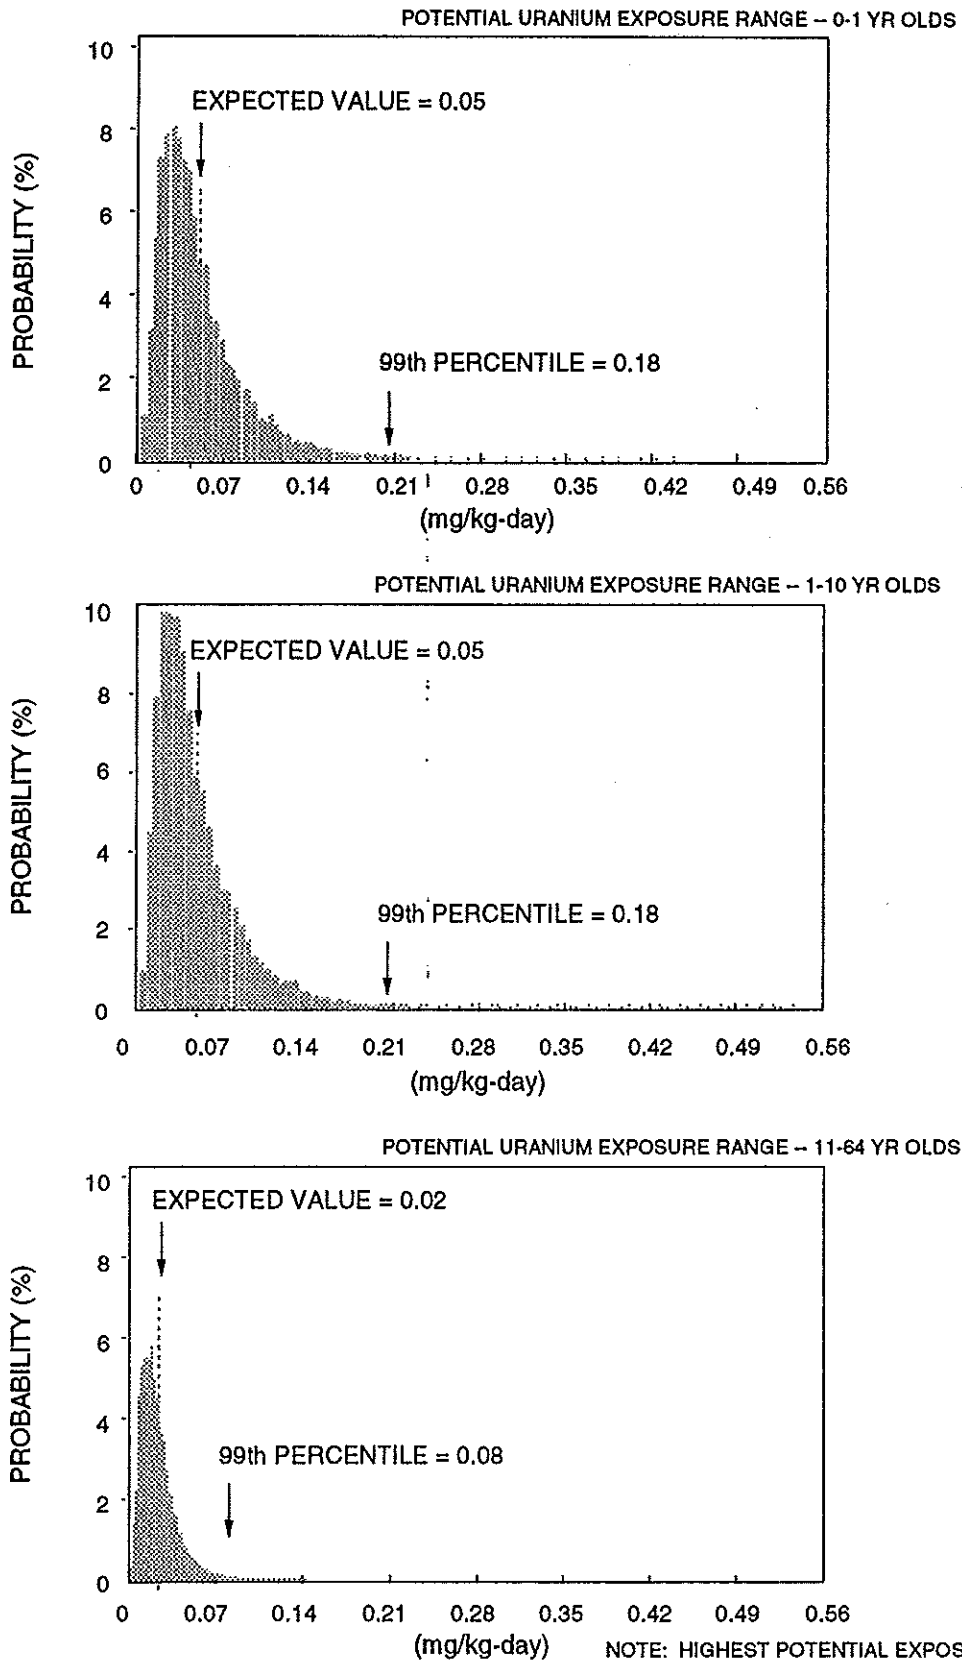 POTENTIAL URANIUM EXPOSURE RANGE – 0-1 YR OLDS
10
EXPECTED VALUE = 0.05
8
6
PROBABILITY (%)
4
99th PERCENTILE = 0.18
2
0
0 0.07 0.14 0.21 0.28 0.35 0.42 0.49 0.56
(mg/kg-day)
POTENTIAL URANIUM EXPOSURE RANGE – 1-10 YR OLDS
10
EXPECTED VALUE = 0.05
8
6
PROBABILITY (%)
4
99th PERCENTILE = 0.18
2
0
0 0.07 0.14 0.21 0.28 0.35 0.42 0.49 0.56
(mg/kg-day)
POTENTIAL URANIUM EXPOSURE RANGE – 11-64 YR OLDS
10
EXPECTED VALUE = 0.02
8
6
PROBABILITY (%)
4
99th PERCENTILE = 0.08
2
0
0 0.07 0.14 0.21 0.28 0.35 0.42 0.49 0.56
(mg/kg-day)
NOTE: HIGHEST POTENTIAL EXPOS